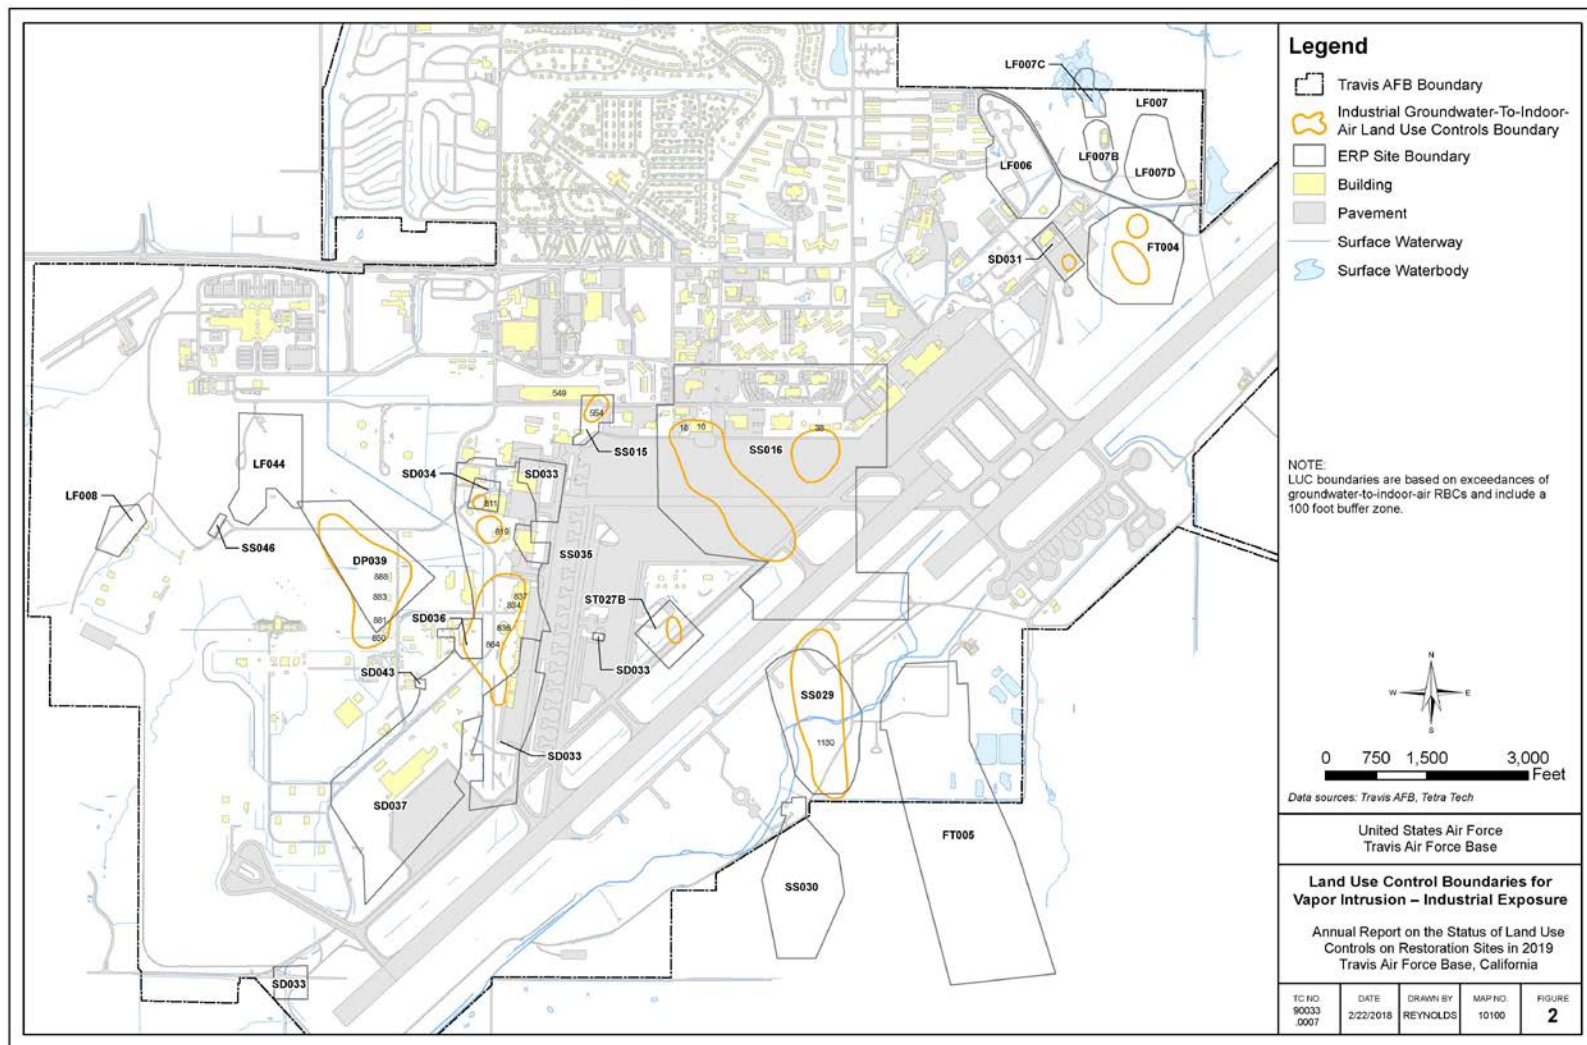 LF007C
LF007
LF007B
LF007D
LF006
FT004
SD031
549
554
SS015
18
16
38
SS016
LF044
LF008
SS046
SD034
SD033
811
819
SS035
DP039
888
883
881
850
SD036
837
834
836
864
ST027B
SD033
SD043
SD033
SS029
1130
SD037
FT005
SS030
SD033
Legend
Travis AFB Boundary
Industrial Groundwater-To-Indoor-
Air Land Use Controls Boundary
ERP Site Boundary
Building
Pavement
Surface Waterway
Surface Waterbody
NOTE:
LUC boundaries are based on exceedances of
groundwater-to-indoor-air RBCs and include a
100 foot buffer zone.
N
W
E
S
0 750 1,500 3,000
Feet
Data sources: Travis AFB, Tetra Tech
United States Air Force
Travis Air Force Base
Land Use Control Boundaries for
Vapor Intrusion – Industrial Exposure
Annual Report on the Status of Land Use
Controls on Restoration Sites in 2019
Travis Air Force Base, California
TC NO.
90033
.0007
DATE
2/22/2018
DRAWN BY
REYNOLDS
MAP NO.
10100
FIGURE
2